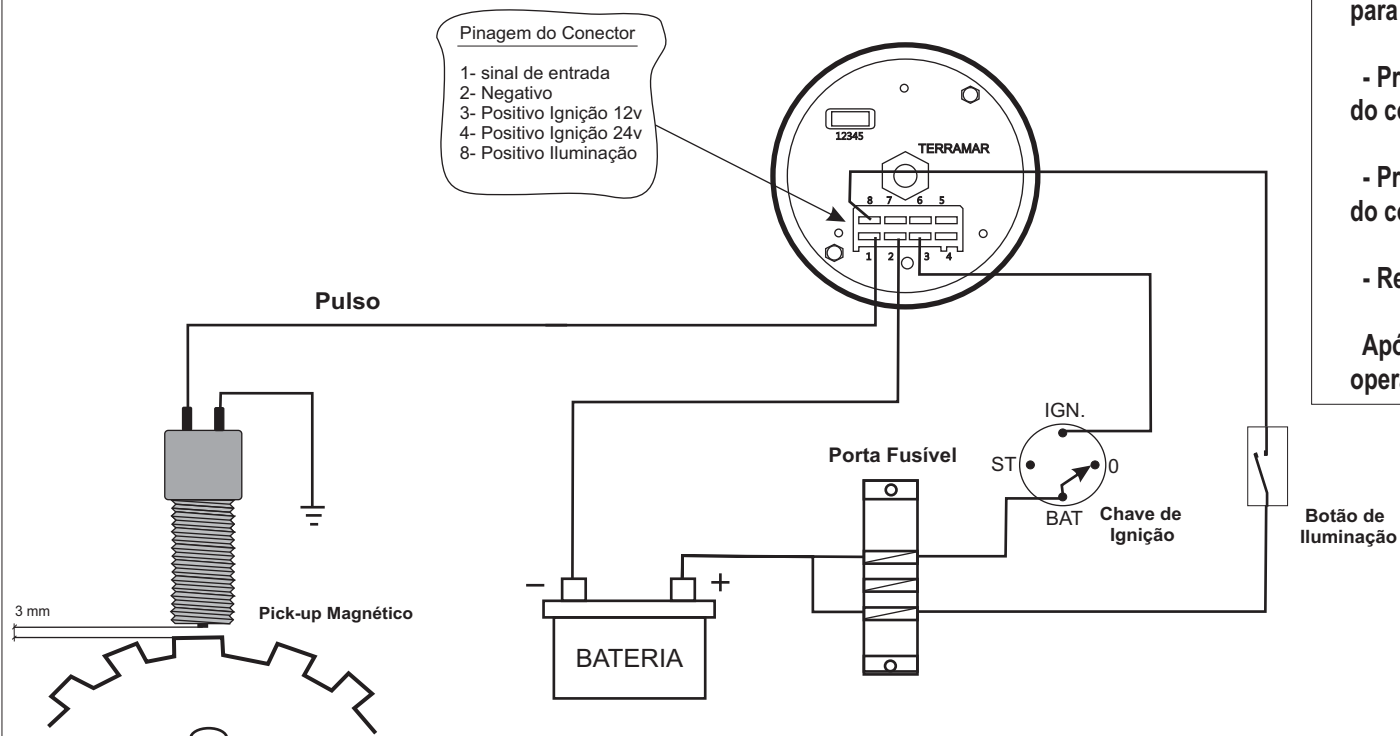 Pinagem do Conector
1- sinal de entrada
2- Negativo
3- Positivo Ignição 12v
4- Positivo Ignição 24v
8- Positivo Iluminação
12345
TERRAMAR
8 7 6 5
1 2 3 4
Pulso
3 mm
Pick-up Magnético
- +
BATERIA
Porta Fusível
IGN.
ST 0
BAT
Chave de
Ignição
Botão de
Iluminação
para
- Pr
do co
- Pr
do co
- Re
Apó
opera